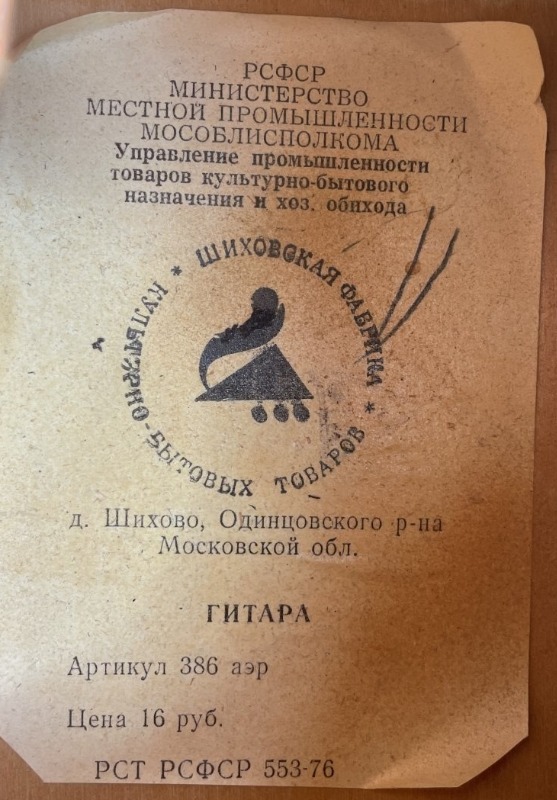 РСФСР
МИНИСТЕРСТВО
МЕСТНОЙ ПРОМЫШЛЕННОСТИ
МОСОБЛИСПОЛКОМА
Управление промышленности
товаров культурно-бытового
назначения и хоз. обихода
* ШИХОВСКАЯ ФАБРИКА *
КУЛЬТУРНО-БЫТОВЫХ ТОВАРОВ
д. Шихово, Одинцовского р-на
Московской обл.
ГИТАРА
Артикул 386 аэр
Цена 16 руб.
РСТ РСФСР 553-76